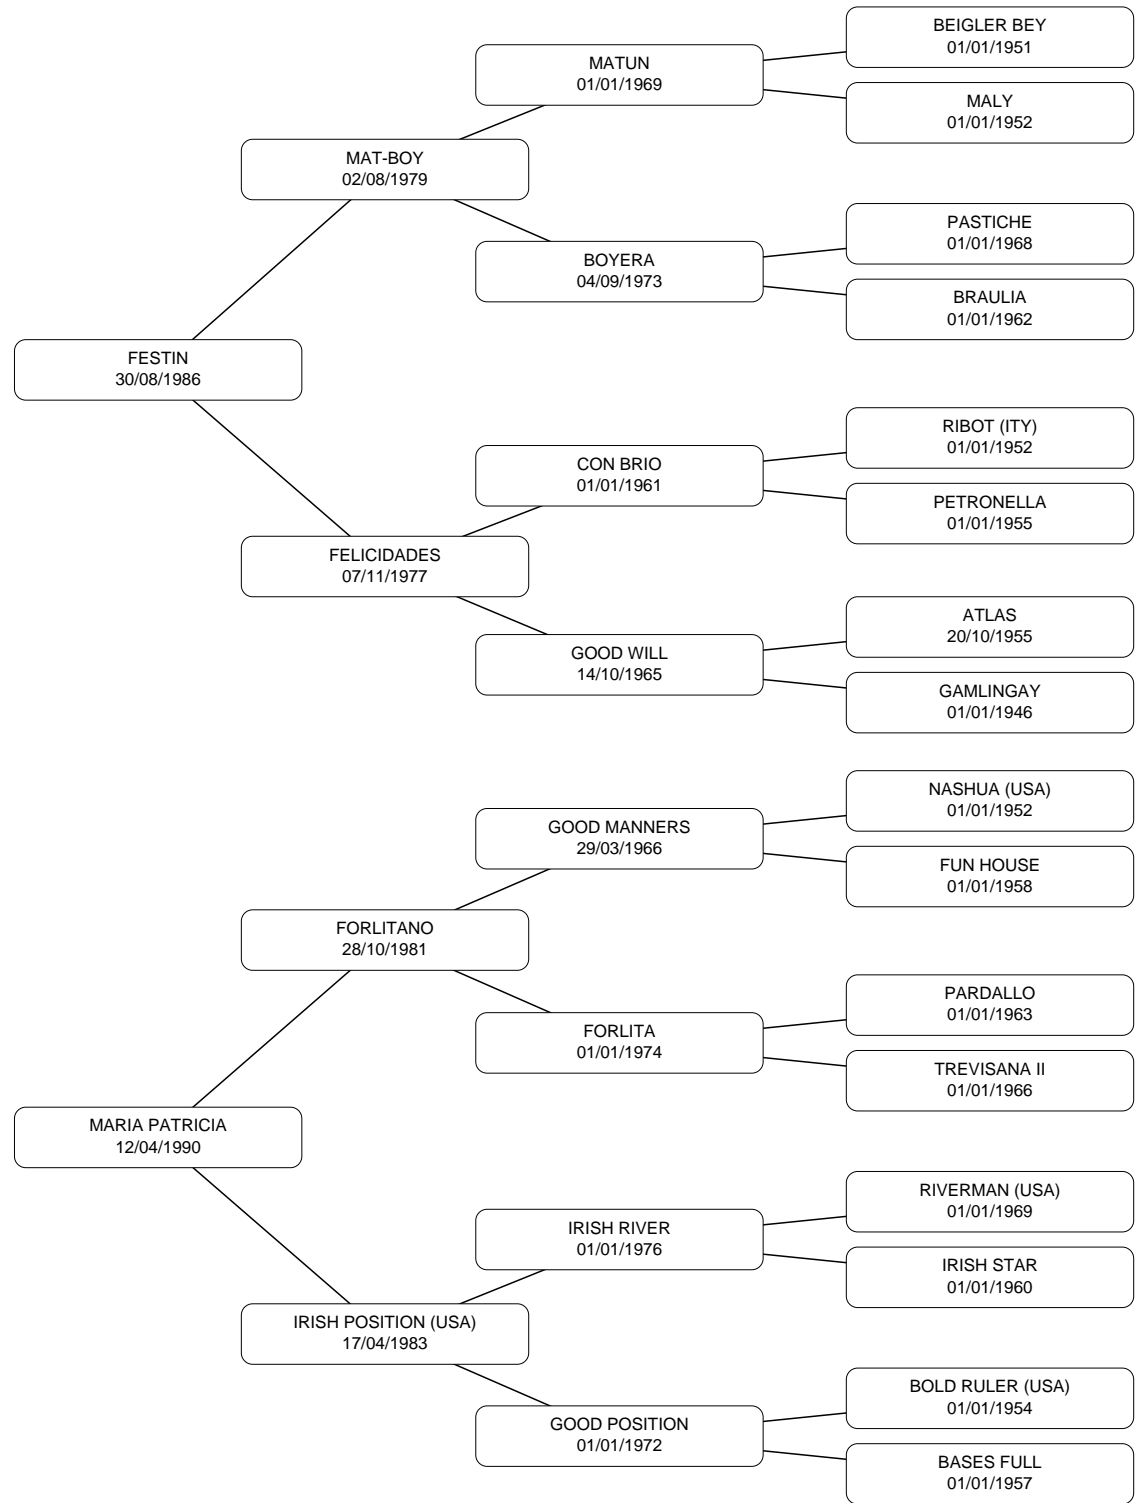 BEIGLER BEY
01/01/1951
MATUN
01/01/1969
MALY
01/01/1952
MAT-BOY
02/08/1979
PASTICHE
01/01/1968
BOYERA
04/09/1973
BRAULIA
01/01/1962
FESTIN
30/08/1986
RIBOT (ITY)
01/01/1952
CON BRIO
01/01/1961
PETRONELLA
01/01/1955
FELICIDADES
07/11/1977
ATLAS
20/10/1955
GOOD WILL
14/10/1965
GAMLINGAY
01/01/1946
NASHUA (USA)
01/01/1952
GOOD MANNERS
29/03/1966
FUN HOUSE
01/01/1958
FORLITANO
28/10/1981
PARDALLO
01/01/1963
FORLITA
01/01/1974
TREVISANA II
01/01/1966
MARIA PATRICIA
12/04/1990
RIVERMAN (USA)
01/01/1969
IRISH RIVER
01/01/1976
IRISH STAR
01/01/1960
IRISH POSITION (USA)
17/04/1983
BOLD RULER (USA)
01/01/1954
GOOD POSITION
01/01/1972
BASES FULL
01/01/1957